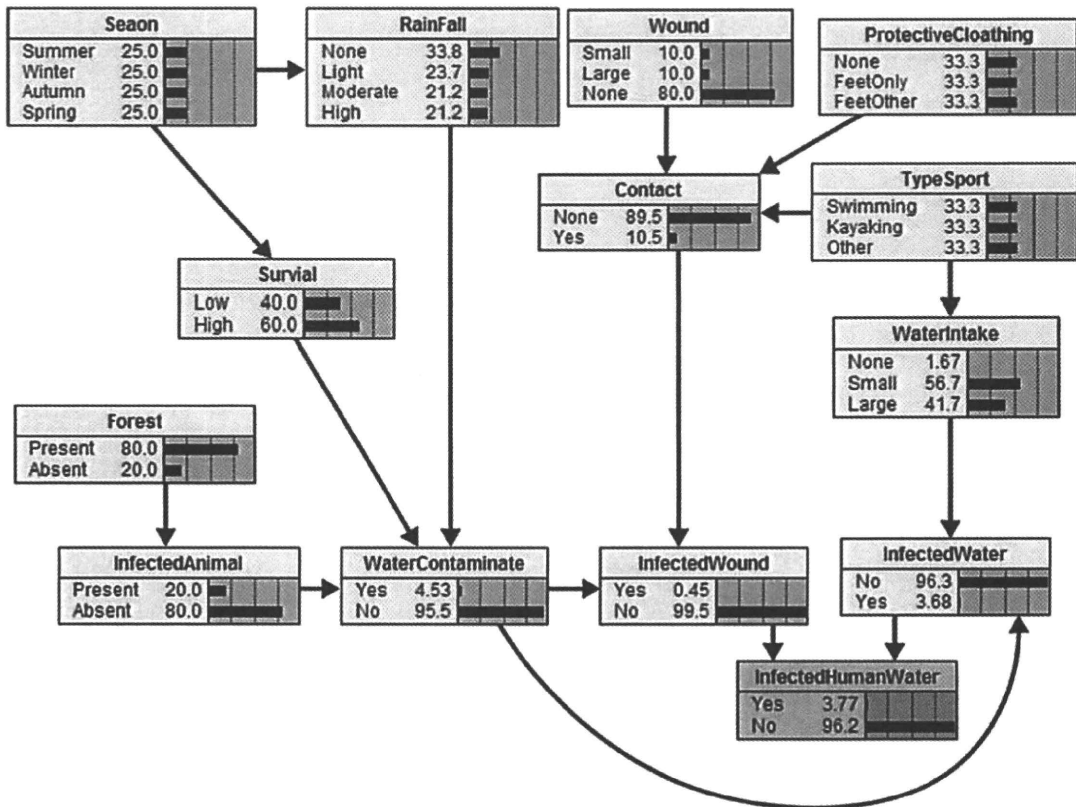 Seaon
Summer 25.0
Winter 25.0
Autumn 25.0
Spring 25.0
RainFall
None 33.8
Light 23.7
Moderate 21.2
High 21.2
Wound
Small 10.0
Large 10.0
None 80.0
ProtectiveCloathing
None 33.3
FeetOnly 33.3
FeetOther 33.3
Contact
None 89.5
Yes 10.5
TypeSport
Swimming 33.3
Kayaking 33.3
Other 33.3
Survial
Low 40.0
High 60.0
WaterIntake
None 1.67
Small 56.7
Large 41.7
Forest
Present 80.0
Absent 20.0
InfectedAnimal
Present 20.0
Absent 80.0
WaterContaminate
Yes 4.53
No 95.5
InfectedWound
Yes 0.45
No 99.5
InfectedWater
No 96.3
Yes 3.68
InfectedHumanWater
Yes 3.77
No 96.2